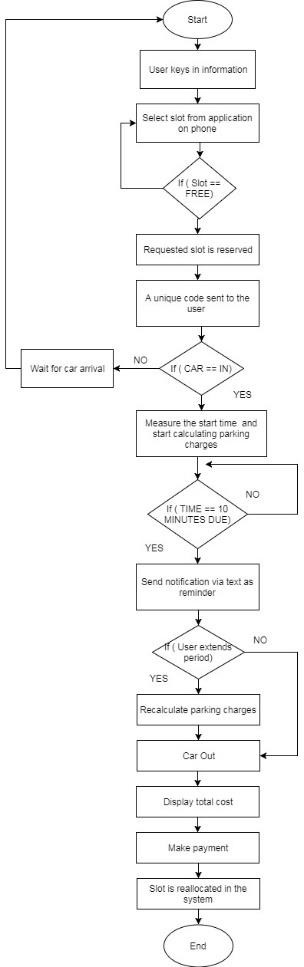 Start
User keys in information
Select slot from application
on phone
If ( Slot ==
FREE)
Requested slot is reserved
A unique code sent to the
user
Wait for car arrival
NO
If ( CAR == IN)
YES
Measure the start time and
start calculating parking
charges
NO
If ( TIME == 10
MINUTES DUE)
YES
Send notification via text as
reminder
If ( User extends
period)
NO
YES
Recalculate parking charges
Car Out
Display total cost
Make payment
Slot is reallocated in the
system
End